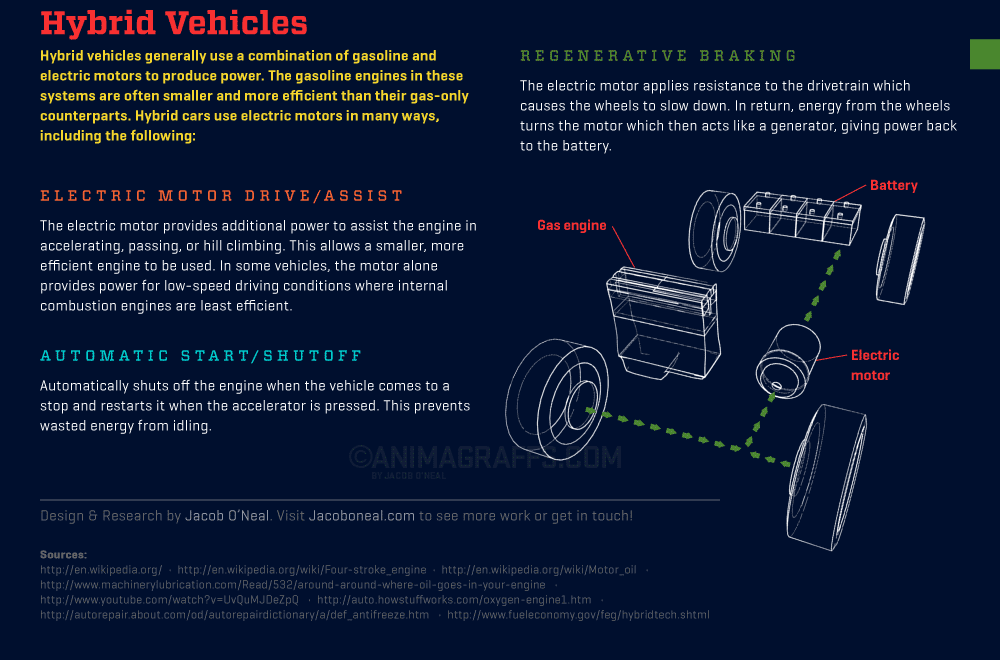 Hybrid Vehicles
Hybrid vehicles generally use a combination of gasoline and
electric motors to produce power. The gasoline engines in these
systems are often smaller and more efficient than their gas-only
counterparts. Hybrid cars use electric motors in many ways,
including the following:
ELECTRIC MOTOR DRIVE/ASSIST
The electric motor provides additional power to assist the engine in
accelerating, passing, or hill climbing. This allows a smaller, more
efficient engine to be used. In some vehicles, the motor alone
provides power for low-speed driving conditions where internal
combustion engines are least efficient.
AUTOMATIC START/SHUTOFF
Automatically shuts off the engine when the vehicle comes to a
stop and restarts it when the accelerator is pressed. This prevents
wasted energy from idling.
REGENERATIVE BRAKING
The electric motor applies resistance to the drivetrain which
causes the wheels to slow down. In return, energy from the wheels
turns the motor which then acts like a generator, giving power back
to the battery.
Battery
Gas engine
Electric
motor
©ANIMAGRAFFS.COM
BY JACOB O'NEAL
Design & Research by Jacob O'Neal. Visit Jacoboneal.com to see more work or get in touch!
Sources:
http://en.wikipedia.org/ · http://en.wikipedia.org/wiki/Four-stroke_engine · http://en.wikipedia.org/wiki/Motor_oil ·
http://www.machinerylubrication.com/Read/532/around-around-where-oil-goes-in-your-engine ·
http://www.youtube.com/watch?v=UvQuMJDeZpQ · http://auto.howstuffworks.com/oxygen-engine1.htm ·
http://autorepair.about.com/od/autorepairdictionary/a/def_antifreeze.htm · http://www.fueleconomy.gov/feg/hybridtech.shtml